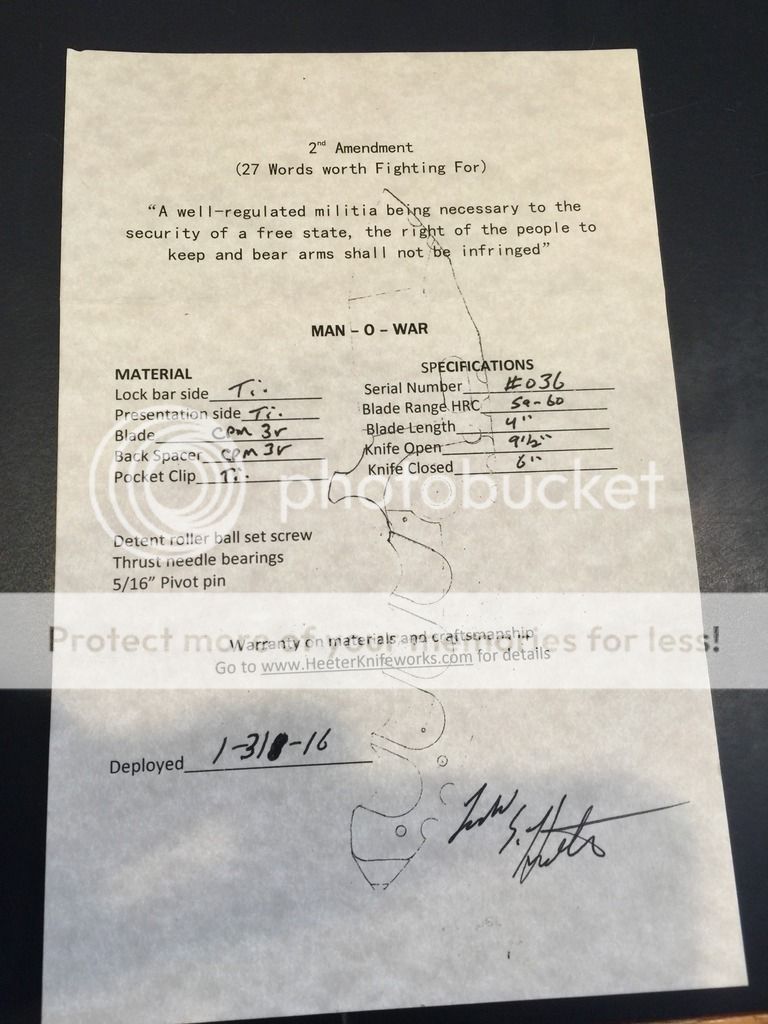 2nd Amendment
(27 Words worth Fighting For)
“A well-regulated militia being necessary to the
security of a free state, the right of the people to
keep and bear arms shall not be infringed”
MAN – O – WAR
MATERIAL
Lock bar side Ti.
Presentation side Ti.
Blade cpm 3v
Back Spacer cpm 3v
Pocket Clip Ti.
SPECIFICATIONS
Serial Number #036
Blade Range HRC 59-60
Blade Length 4"
Knife Open 9 1/2"
Knife Closed 6"
photobucket
Detent roller ball set screw
Thrust needle bearings
5/16” Pivot pin
Protect more of your memories for less!
Warranty on materials and craftsmanship
Go to www.HeeterKnifeworks.com for details
Deployed 1-31-16